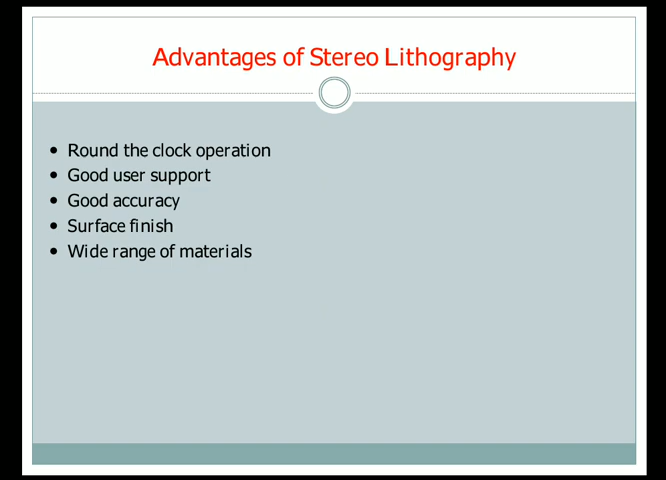 Advantages of Stereo Lithography
• Round the clock operation
• Good user support
• Good accuracy
• Surface finish
• Wide range of materials